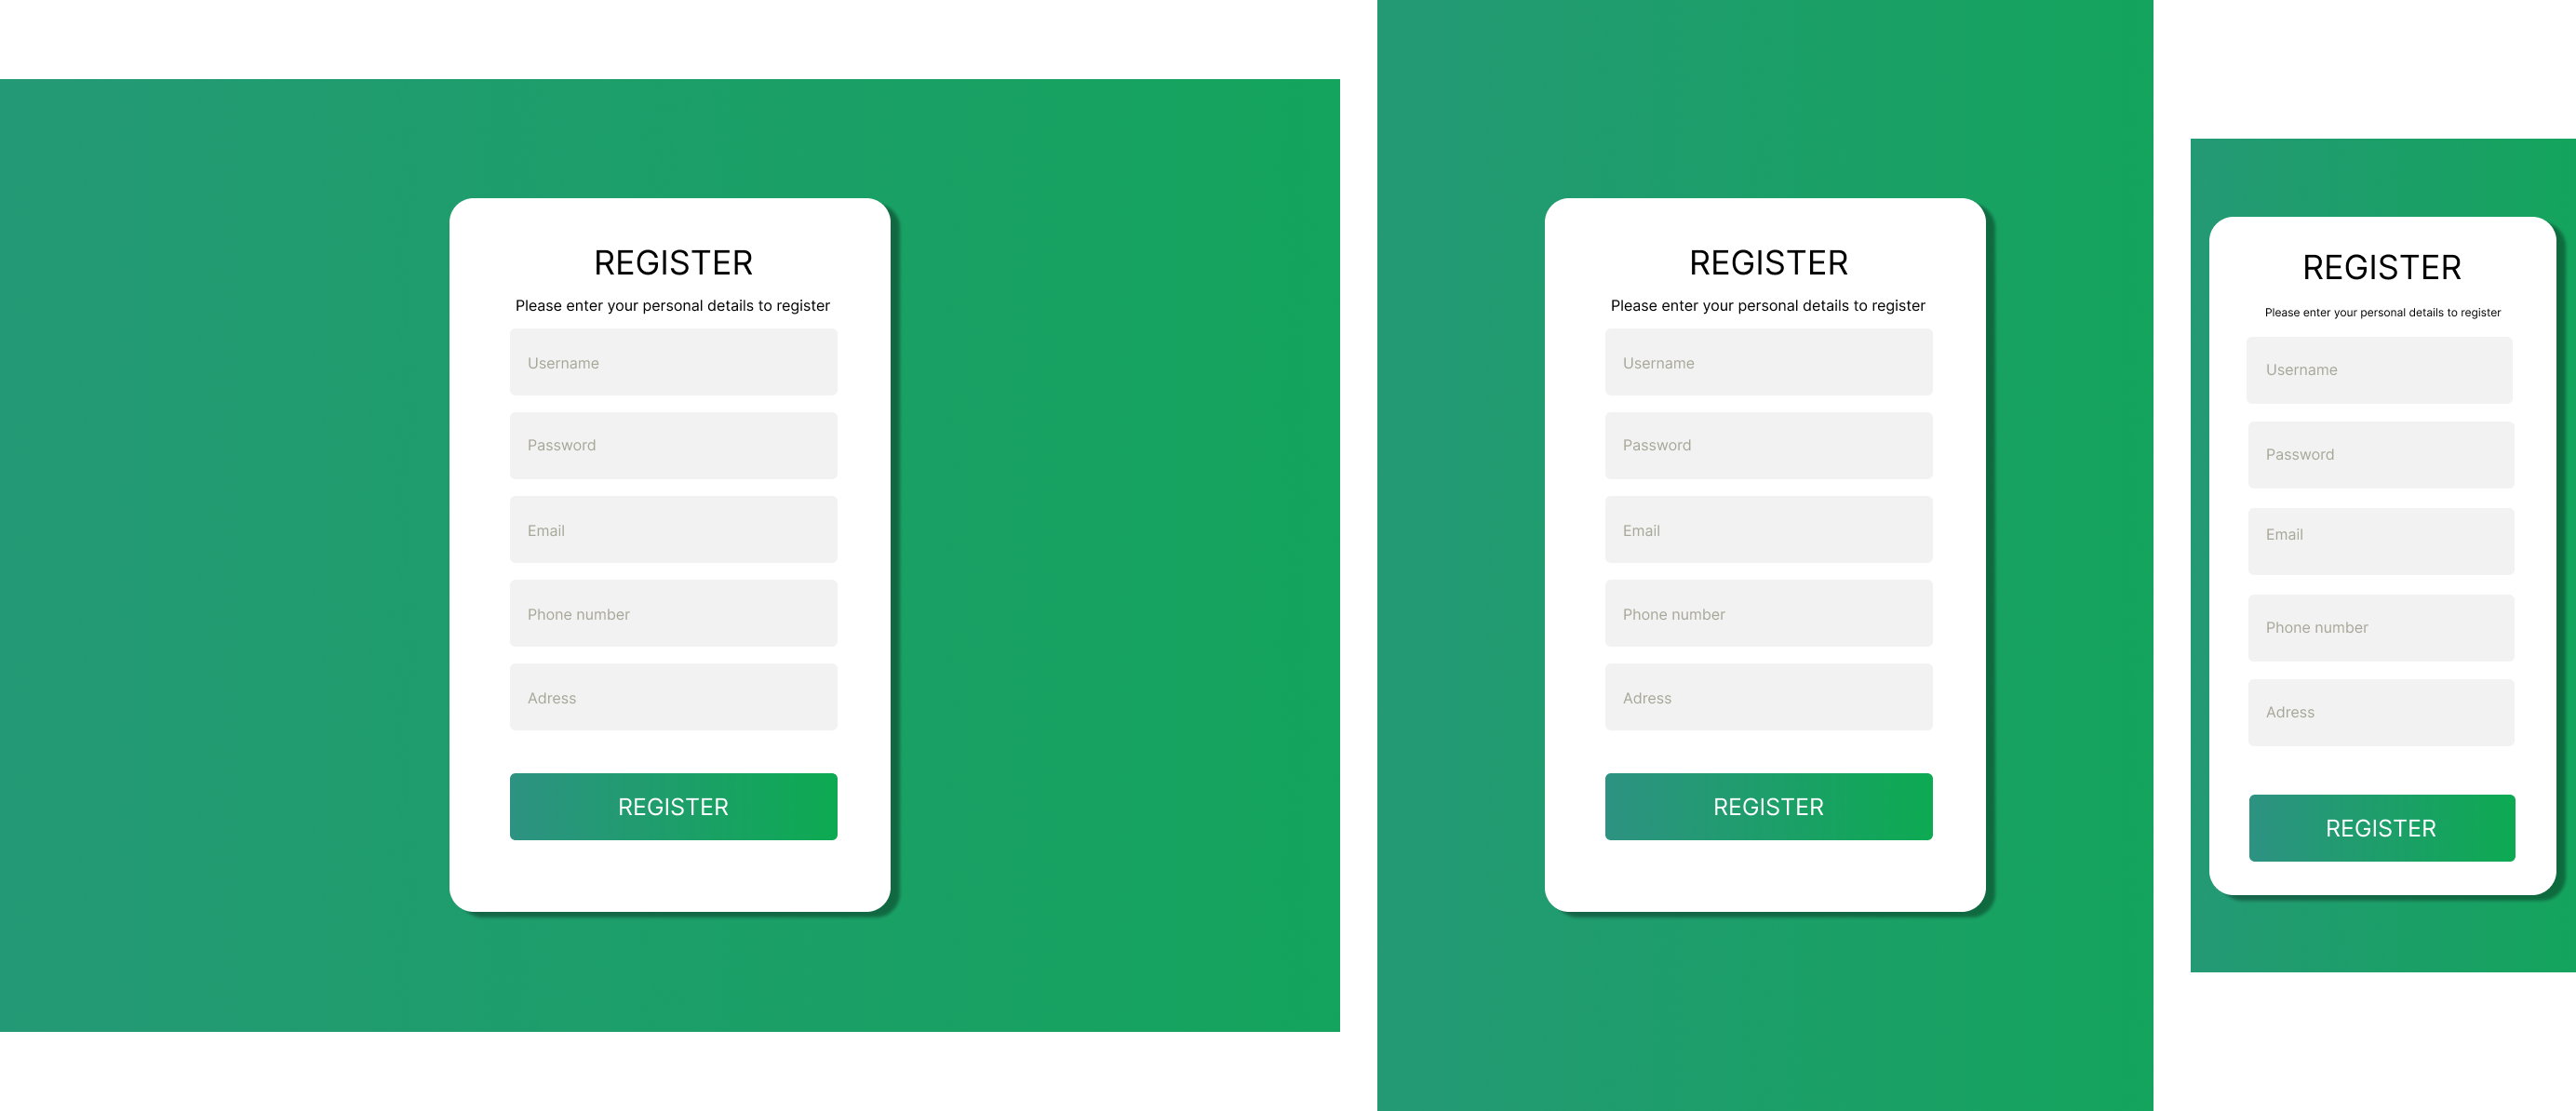 REGISTER
Please enter your personal details to register
Username
Password
Email
Phone number
Adress
REGISTER
REGISTER
Please enter your personal details to register
Username
Password
Email
Phone number
Adress
REGISTER
REGISTER
Please enter your personal details to register
Username
Password
Email
Phone number
Adress
REGISTER